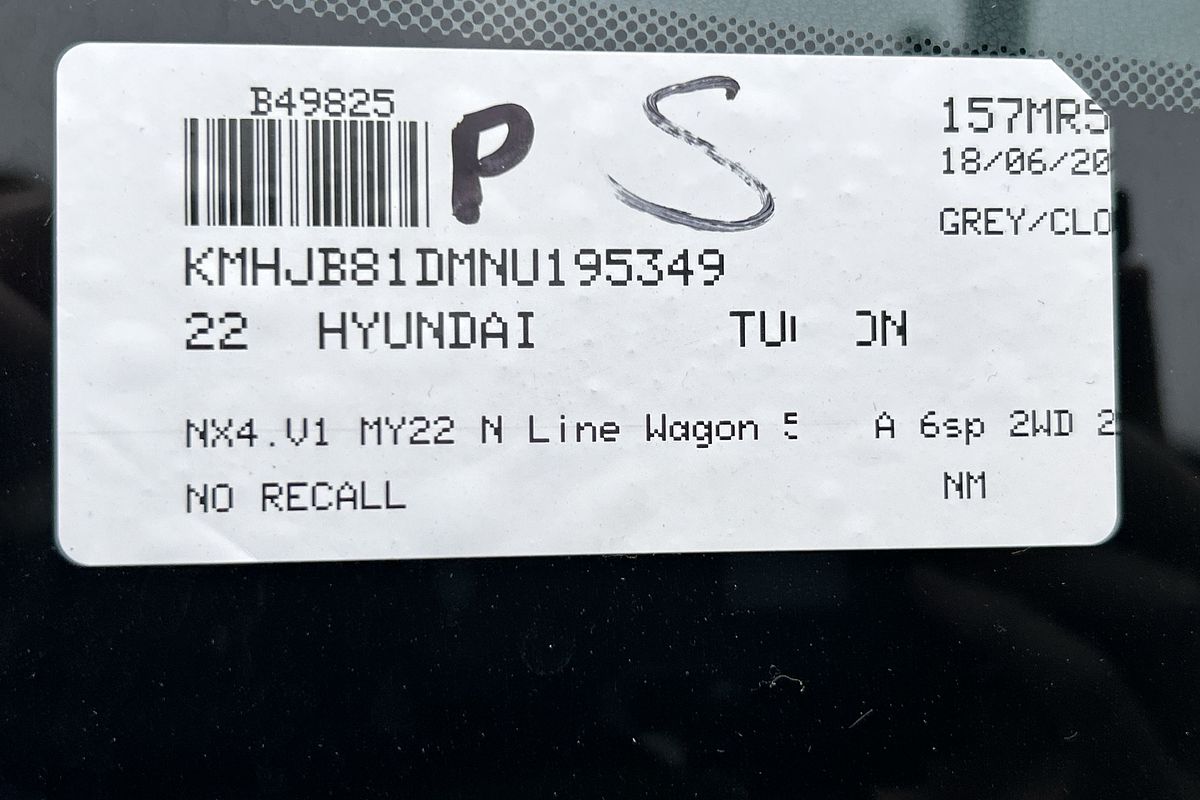 B49825
P S
157MR5
18/06/20
GREY/CLO
KMHJB81DMNU195349
22 HYUNDAI
NX4.V1 MY22 N Line Wagon A 6sp 2WD
NO RECALL NM